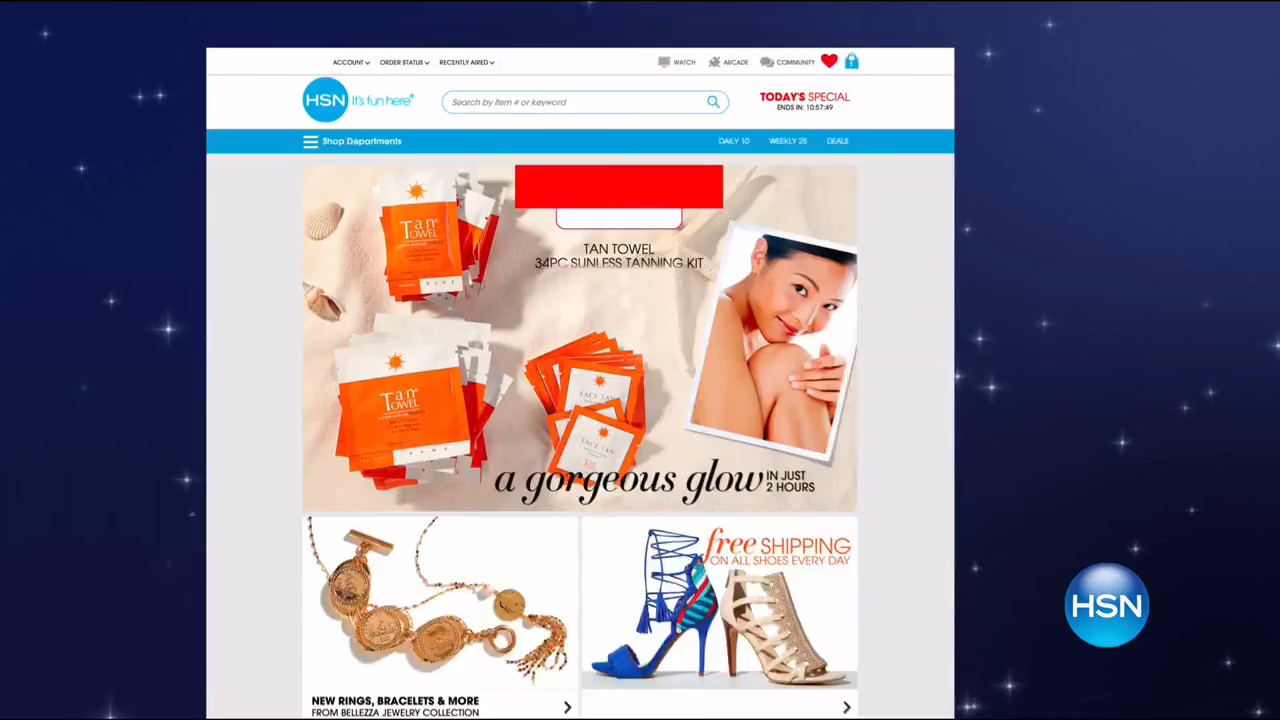 ACCOUNT
ORDER STATUS
RECENTLY AIRED
WATCH
ARCADE
COMMUNITY
HSN It's fun here
Search by item # or keyword
TODAY'S SPECIAL
ENDS IN: 10:57:49
Shop Departments
DAILY 10
WEEKLY 25
DEALS
TAN TOWEL
34PC SUNLESS TANNING KIT
Tan
TOWEL
Tan
TOWEL
FACE TAN
FACE TAN
a gorgeous glow IN JUST
2 HOURS
free SHIPPING
ON ALL SHOES EVERY DAY
NEW RINGS, BRACELETS & MORE
FROM BELLEZZA JEWELRY COLLECTION
HSN